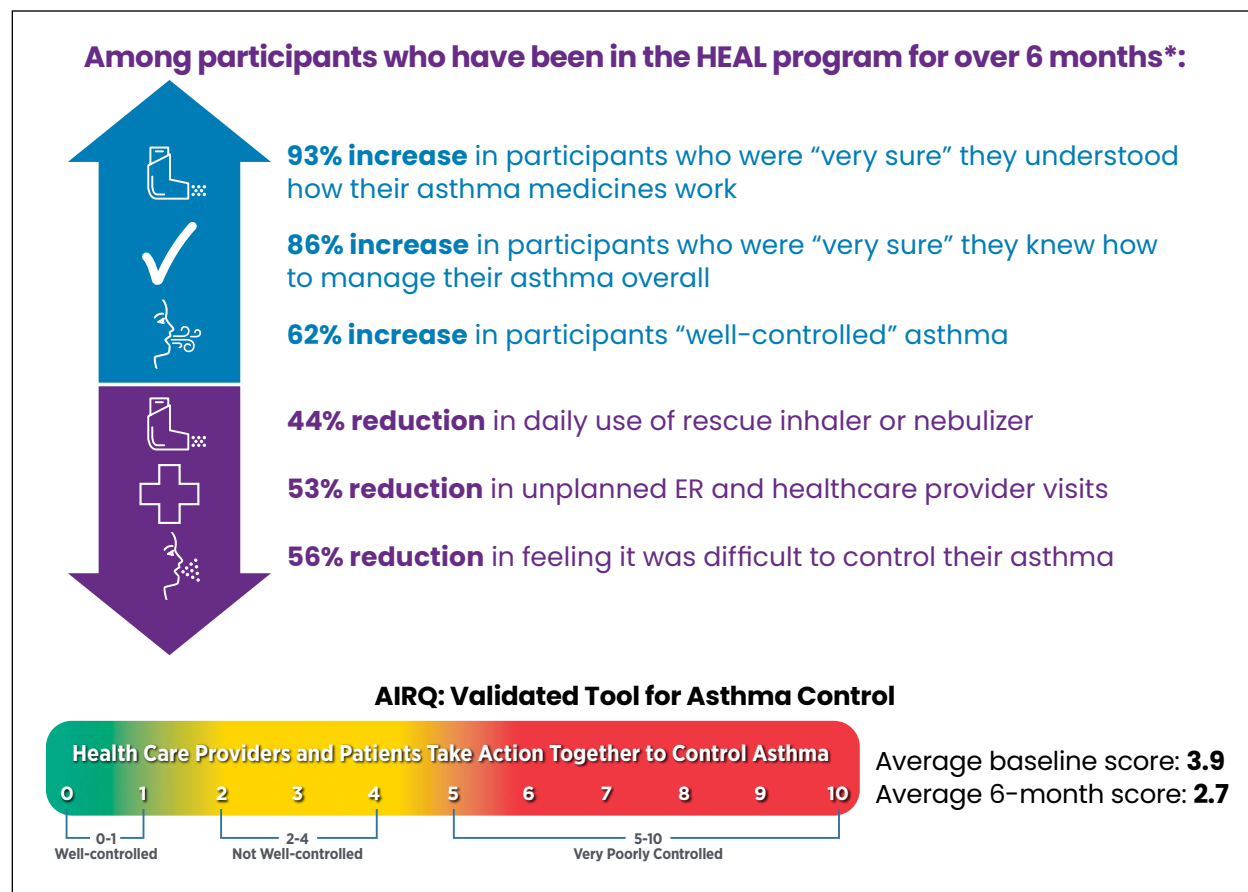 Among participants who have been in the HEAL program for over 6 months*:
93% increase in participants who were “very sure” they understood
how their asthma medicines work
86% increase in participants who were “very sure” they knew how
to manage their asthma overall
62% increase in participants “well-controlled” asthma
44% reduction in daily use of rescue inhaler or nebulizer
53% reduction in unplanned ER and healthcare provider visits
56% reduction in feeling it was difficult to control their asthma
AIRQ: Validated Tool for Asthma Control
Health Care Providers and Patients Take Action Together to Control Asthma
0 1 2 3 4 5 6 7 8 9 10
0-1 2-4 5-10
Well-controlled Not Well-controlled Very Poorly Controlled
Average baseline score: 3.9
Average 6-month score: 2.7